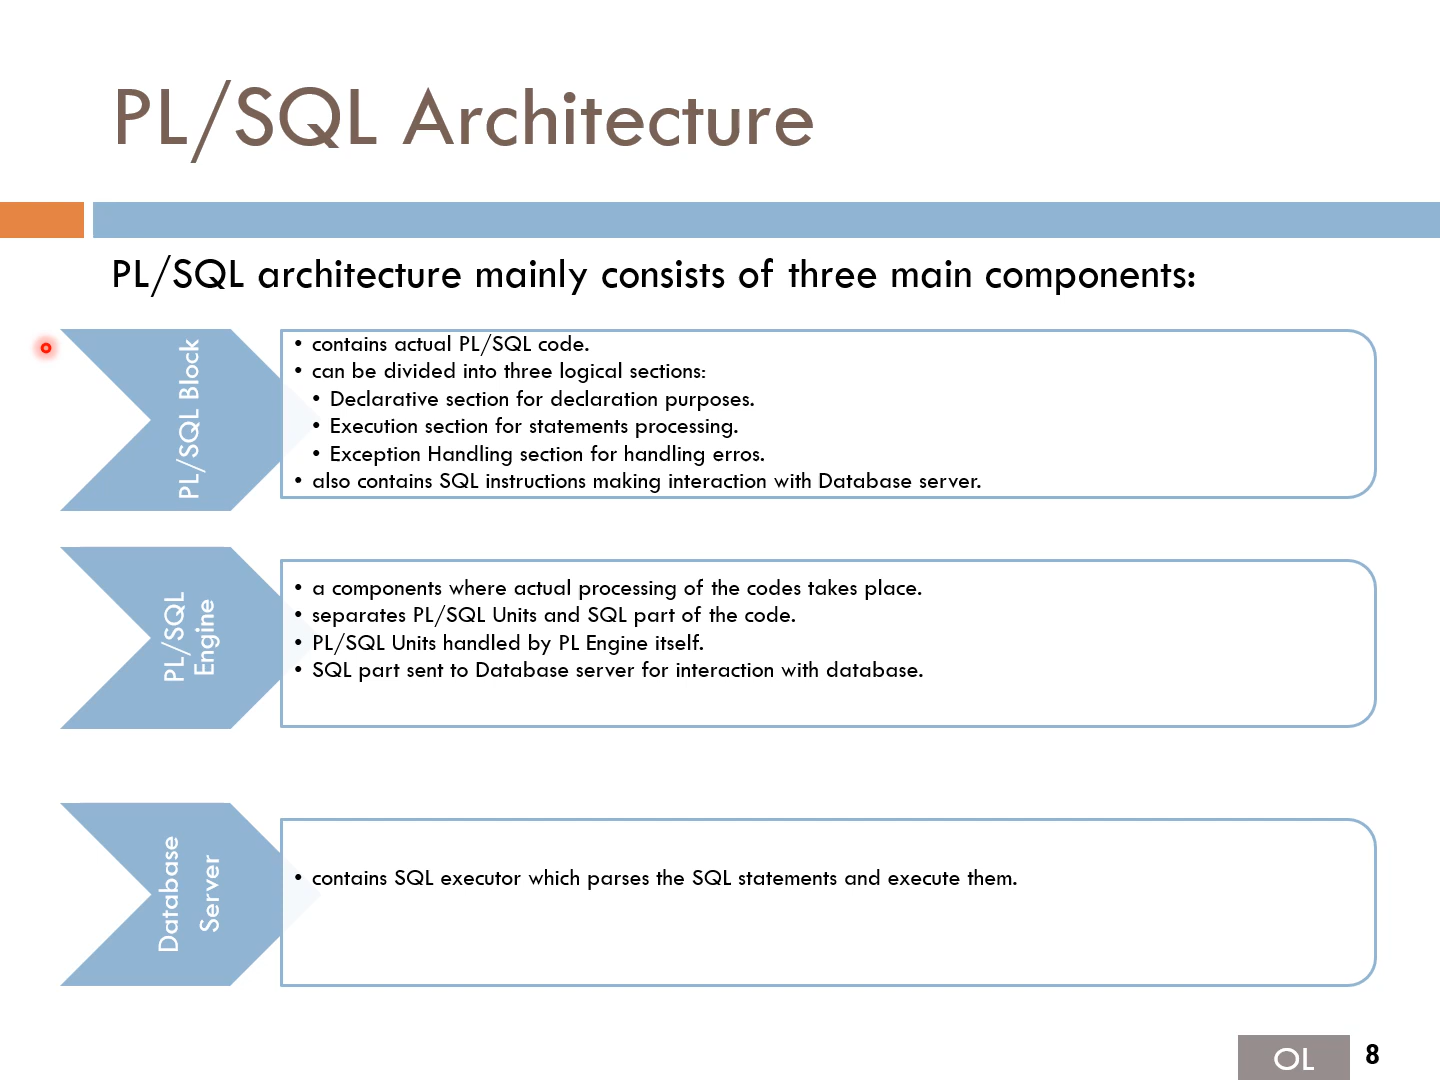 PL/SQL Architecture
PL/SQL architecture mainly consists of three main components:
PL/SQL Block
• contains actual PL/SQL code.
• can be divided into three logical sections:
• Declarative section for declaration purposes.
• Execution section for statements processing.
• Exception Handling section for handling erros.
• also contains SQL instructions making interaction with Database server.
PL/SQL
Engine
• a components where actual processing of the codes takes place.
• separates PL/SQL Units and SQL part of the code.
• PL/SQL Units handled by PL Engine itself.
• SQL part sent to Database server for interaction with database.
Database
Server
• contains SQL executor which parses the SQL statements and execute them.
OL
8